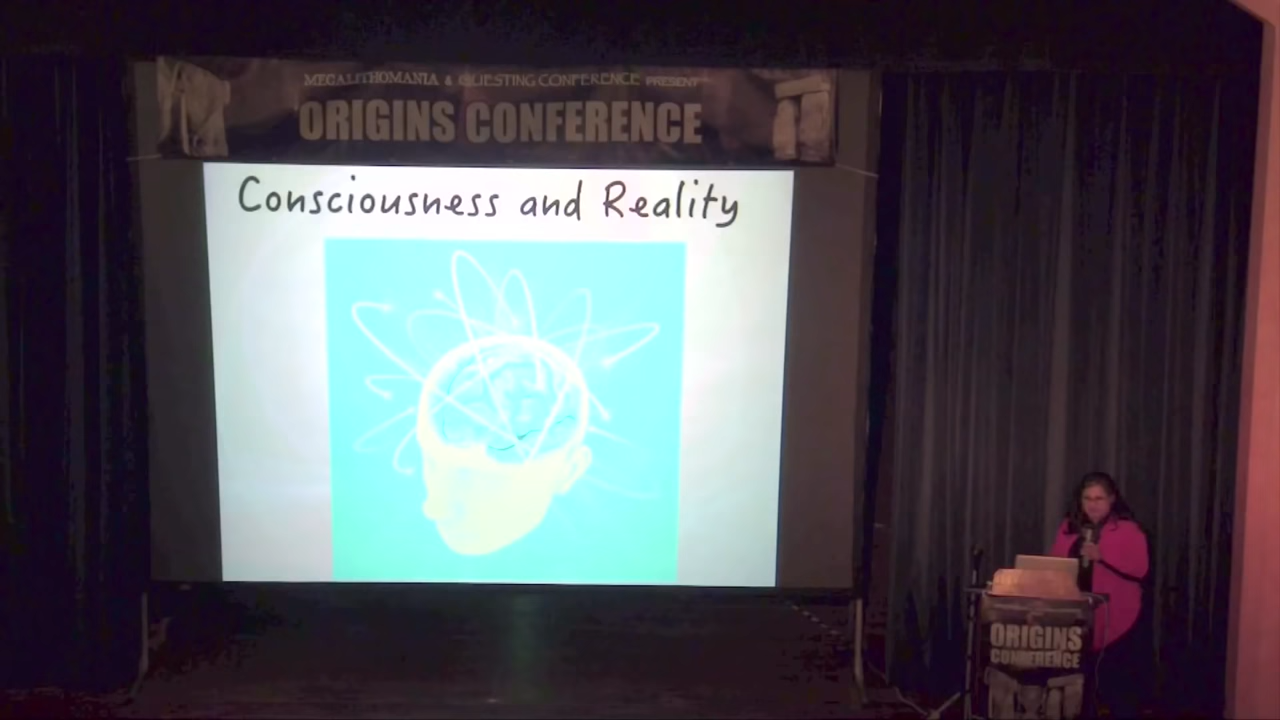 MEGALITHOMANIA & QUESTING CONFERENCE PRESENT
ORIGINS CONFERENCE
Consciousness and Reality
ORIGINS
CONFERENCE